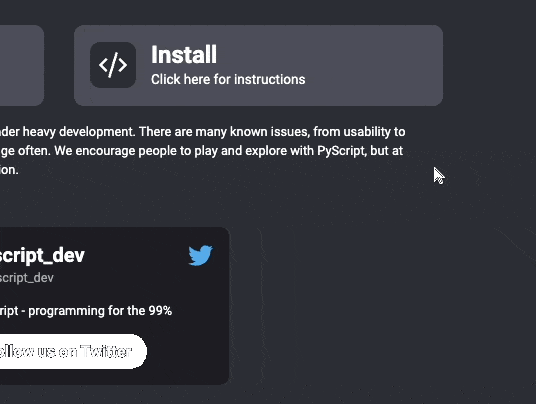 </>
Install
Click here for instructions
der heavy development. There are many known issues, from usability to
ge often. We encourage people to play and explore with PyScript, but at
ion.
script_dev
script_dev
ript - programming for the 99%
ollow us on Twitter